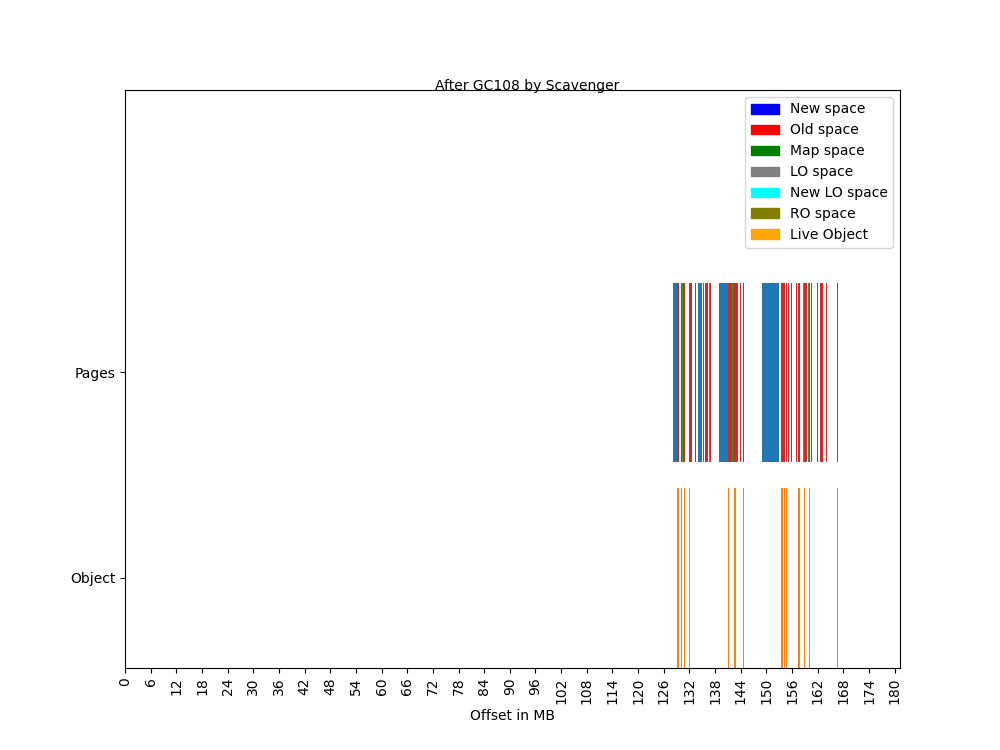 After GC108 by Scavenger
New space
Old space
Map space
LO space
New LO space
RO space
Live Object
Pages
Object
0 6 12 18 24 30 36 42 48 54 60 66 72 78 84 90 96 102 108 114 120 126 132 138 144 150 156 162 168 174 180
Offset in MB